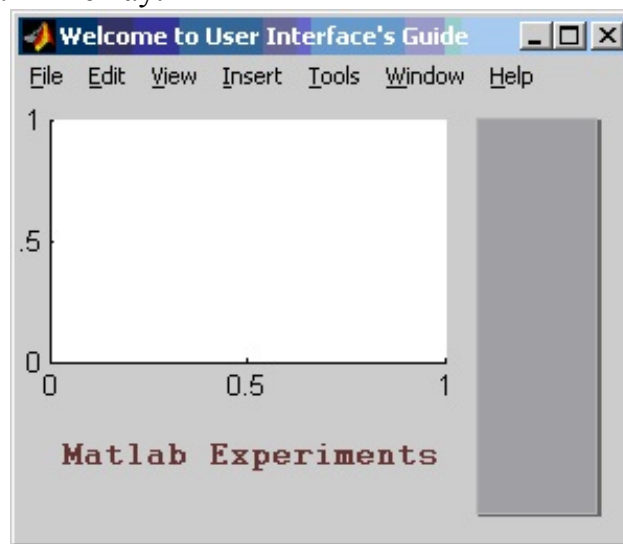 Welcome to User Interface's Guide
File Edit View Insert Tools Window Help
1
.5
0
0 0.5 1
Matlab Experiments